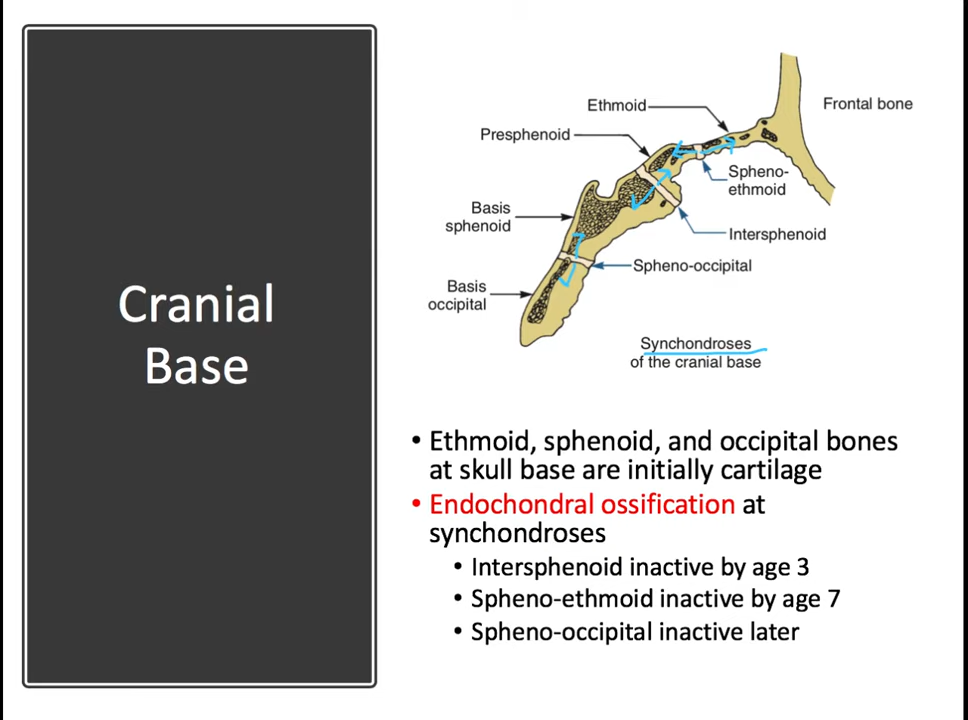 Cranial
Base
Ethmoid
Frontal bone
Presphenoid
Spheno-
ethmoid
Basis
sphenoid
Intersphenoid
Spheno-occipital
Basis
occipital
Synchondroses
of the cranial base
• Ethmoid, sphenoid, and occipital bones
at skull base are initially cartilage
• Endochondral ossification at
synchondroses
• Intersphenoid inactive by age 3
• Spheno-ethmoid inactive by age 7
• Spheno-occipital inactive later